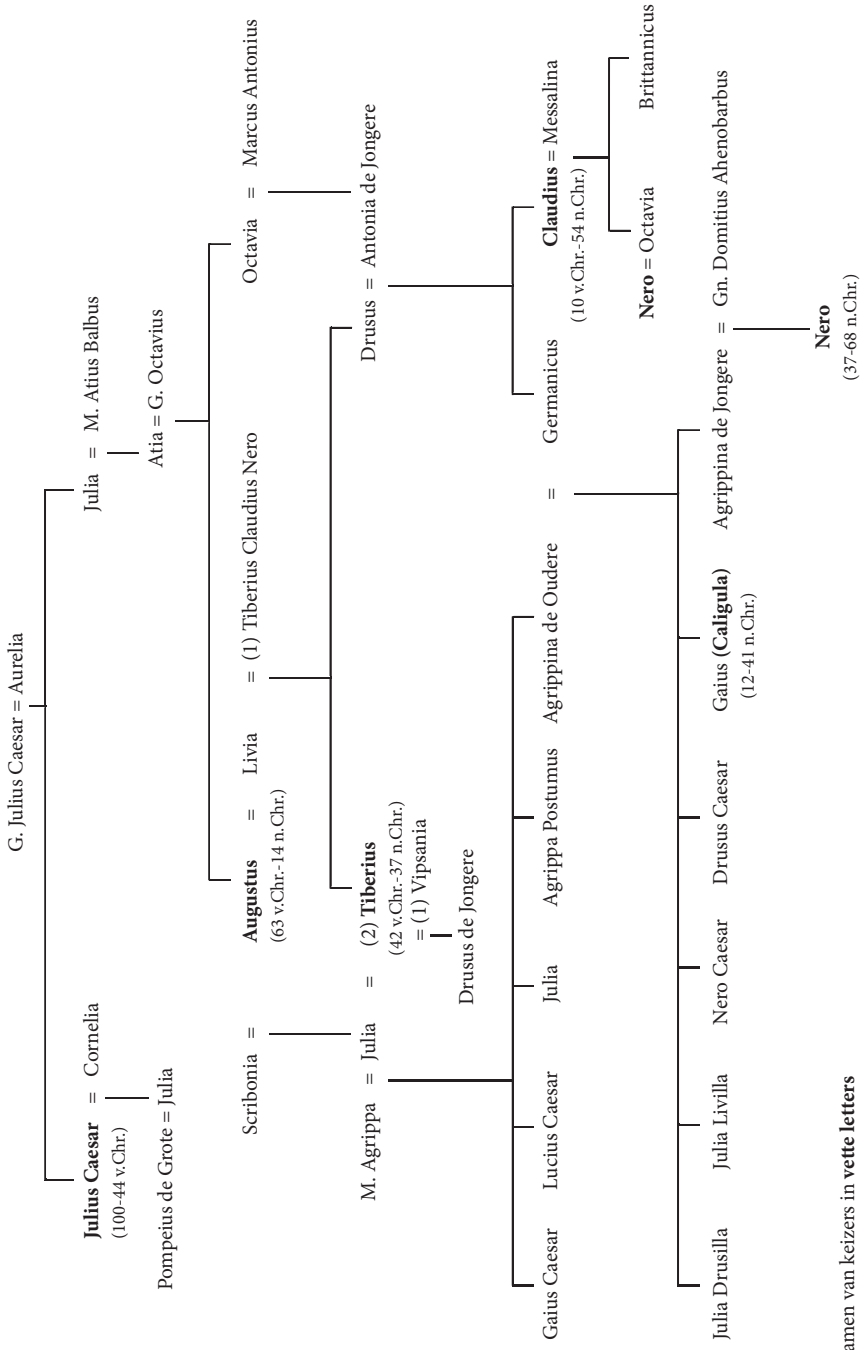 G. Julius Caesar = Aurelia
Julius Caesar = Cornelia
(100-44 v.Chr.)
Julia = M. Atius Balbus
Pompeius de Grote = Julia
Atia = G. Octavius
Scribonia =
Augustus = Livia = (1) Tiberius Claudius Nero
(63 v.Chr.-14 n.Chr.)
Octavia = Marcus Antonius
M. Agrippa = Julia = (2) Tiberius
(42 v.Chr.-37 n.Chr.)
= (1) Vipsania
Drusus = Antonia de Jongere
Drusus de Jongere
Gaius Caesar
Lucius Caesar
Julia
Agrippa Postumus
Agrippina de Oudere = Germanicus
Claudius = Messalina
(10 v.Chr.-54 n.Chr.)
Nero = Octavia
Brittannicus
Julia Drusilla
Julia Livilla
Nero Caesar
Drusus Caesar
Gaius (Caligula)
(12-41 n.Chr.)
Agrippina de Jongere = Gn. Domitius Ahenobarbus
Nero
(37-68 n.Chr.)
amen van keizers in vette letters